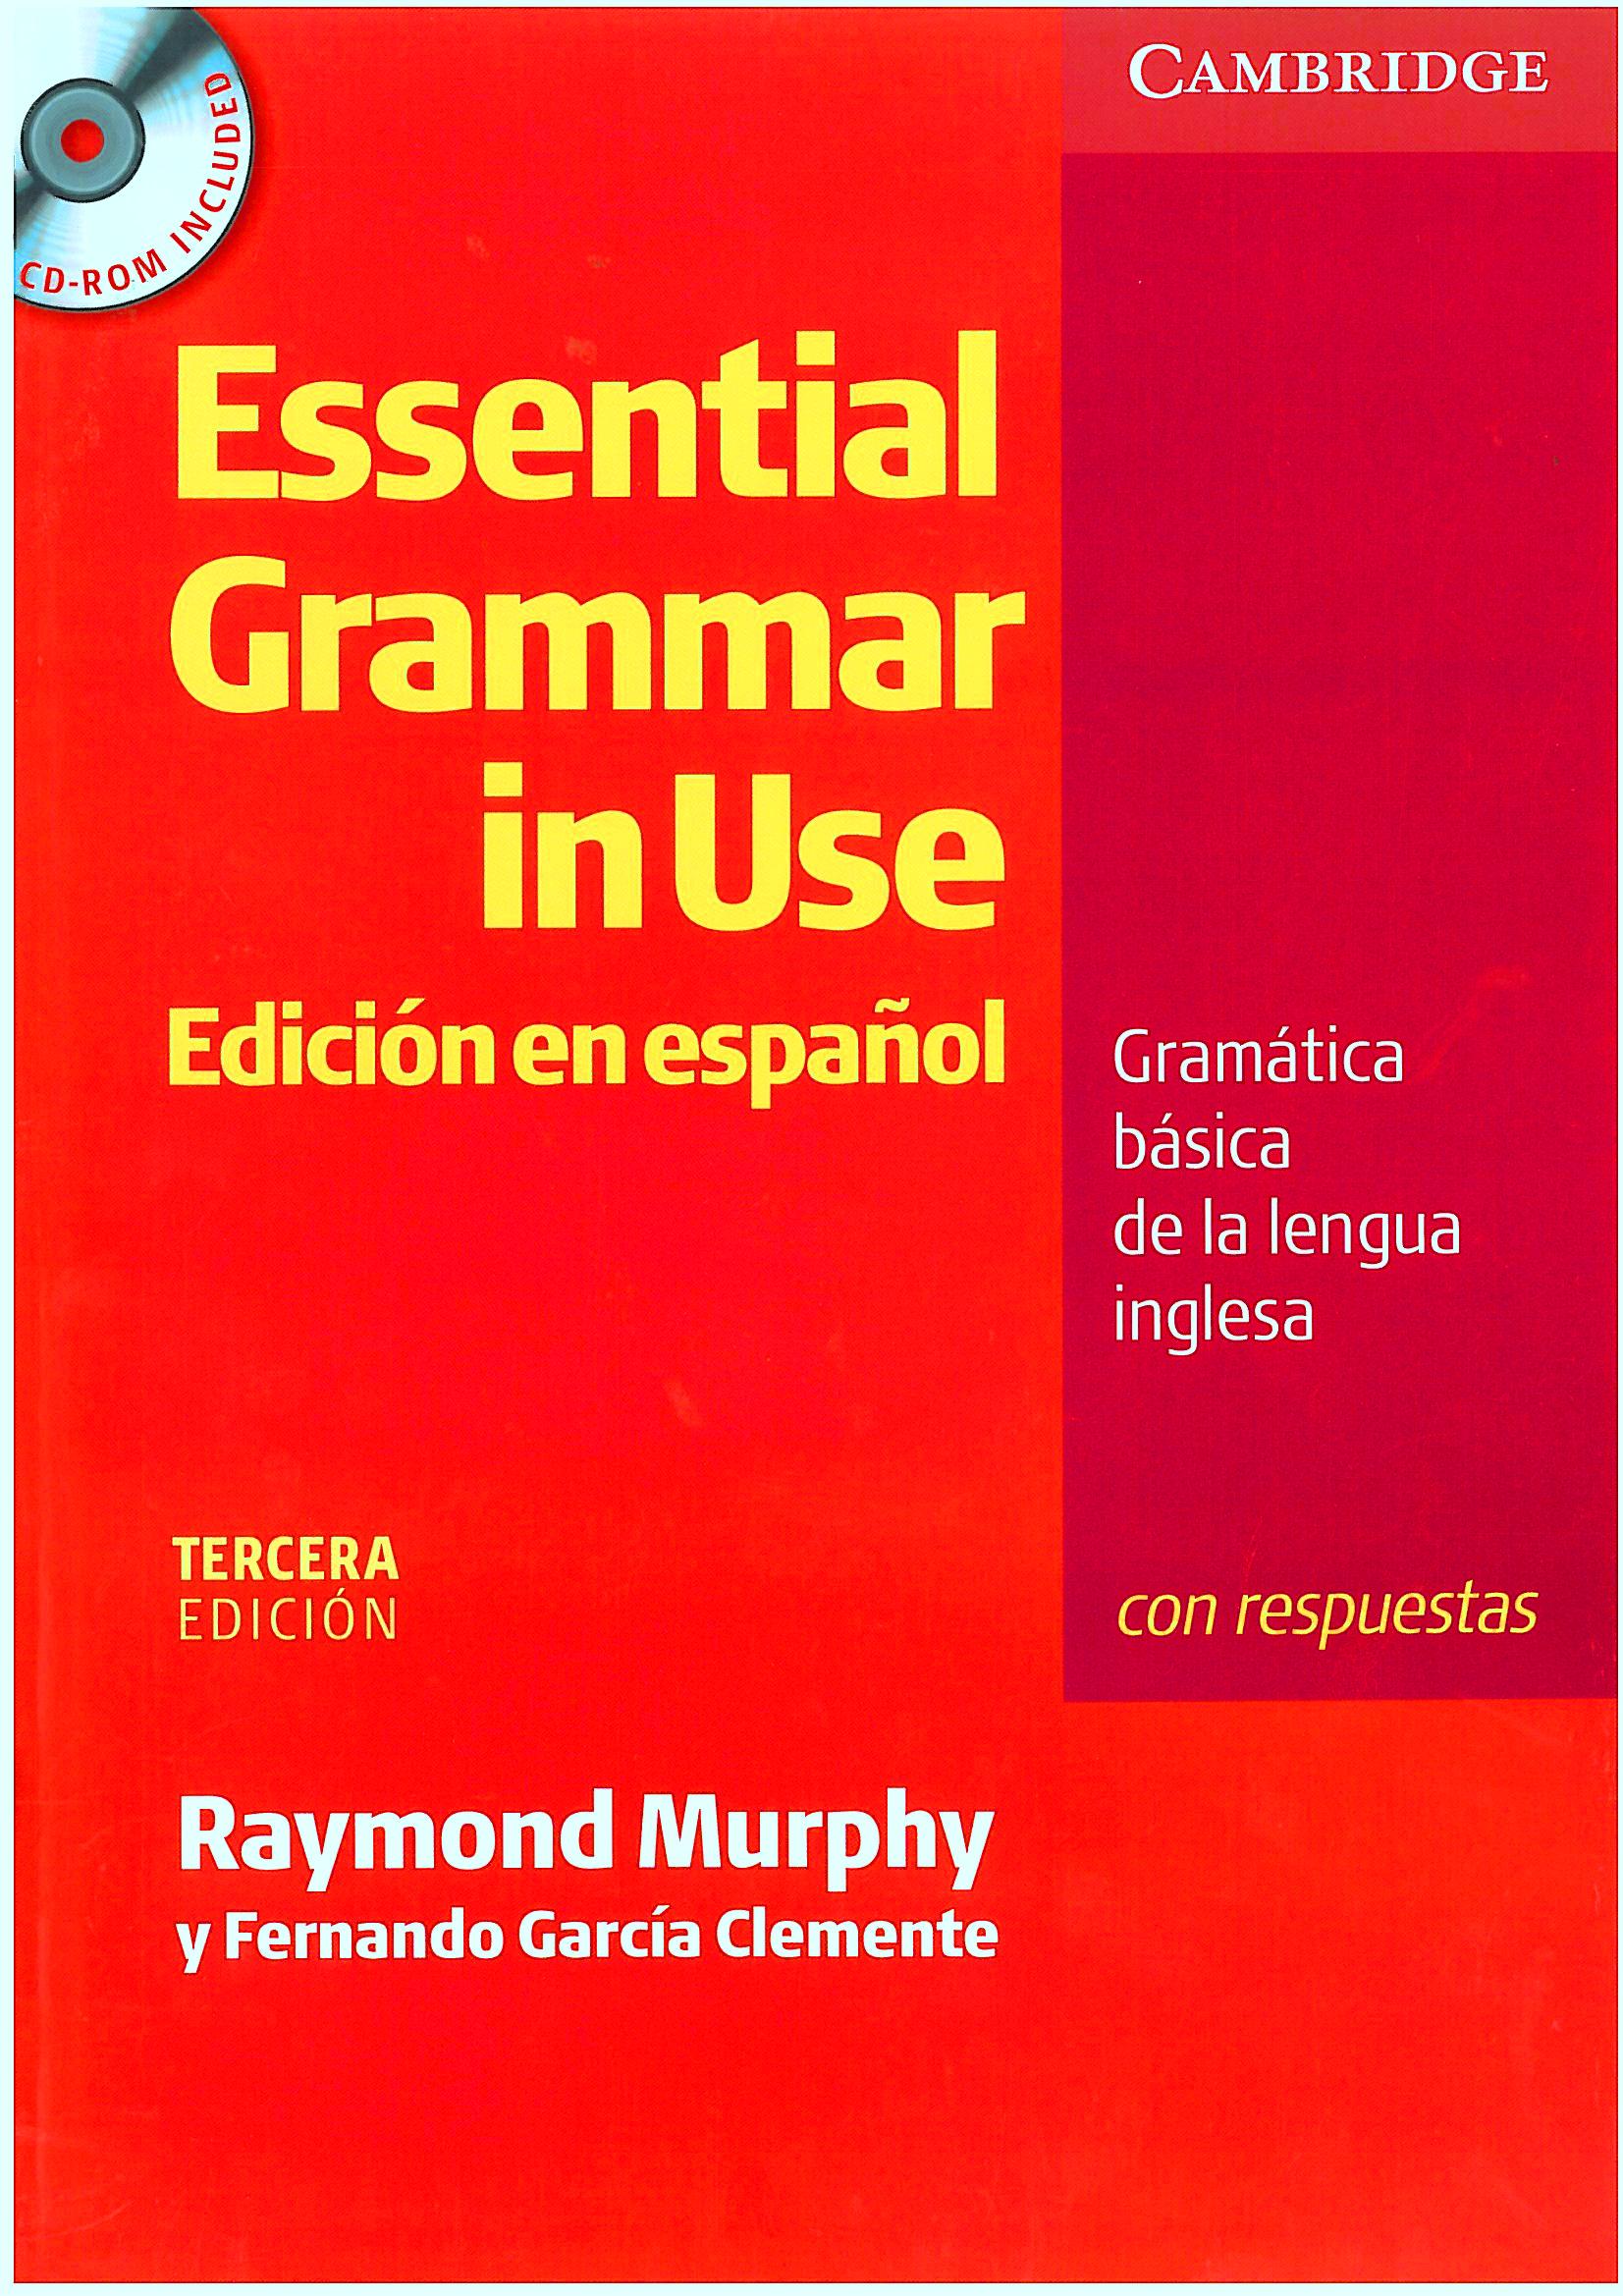 CD-ROM INCLUDED
CAMBRIDGE
Essential
Grammar
in Use
Edición en español
Gramática
básica
de la lengua
inglesa
TERCERA
EDICIÓN
con respuestas
Raymond Murphy
y Fernando García Clemente